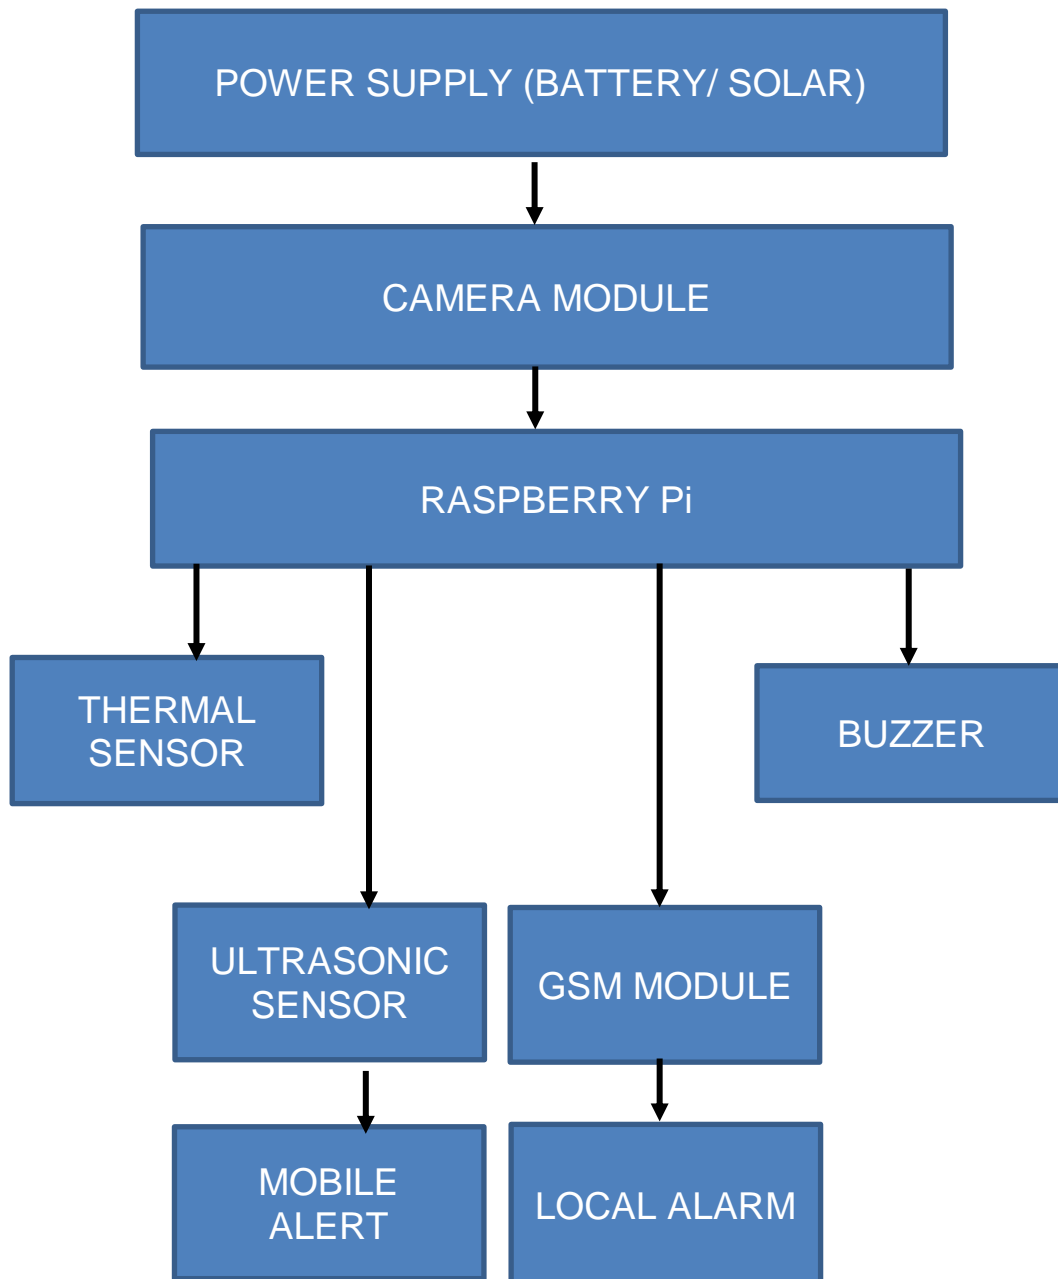 POWER SUPPLY (BATTERY/ SOLAR)
CAMERA MODULE
RASPBERRY Pi
THERMAL
SENSOR
BUZZER
ULTRASONIC
SENSOR
GSM MODULE
MOBILE
ALERT
LOCAL ALARM